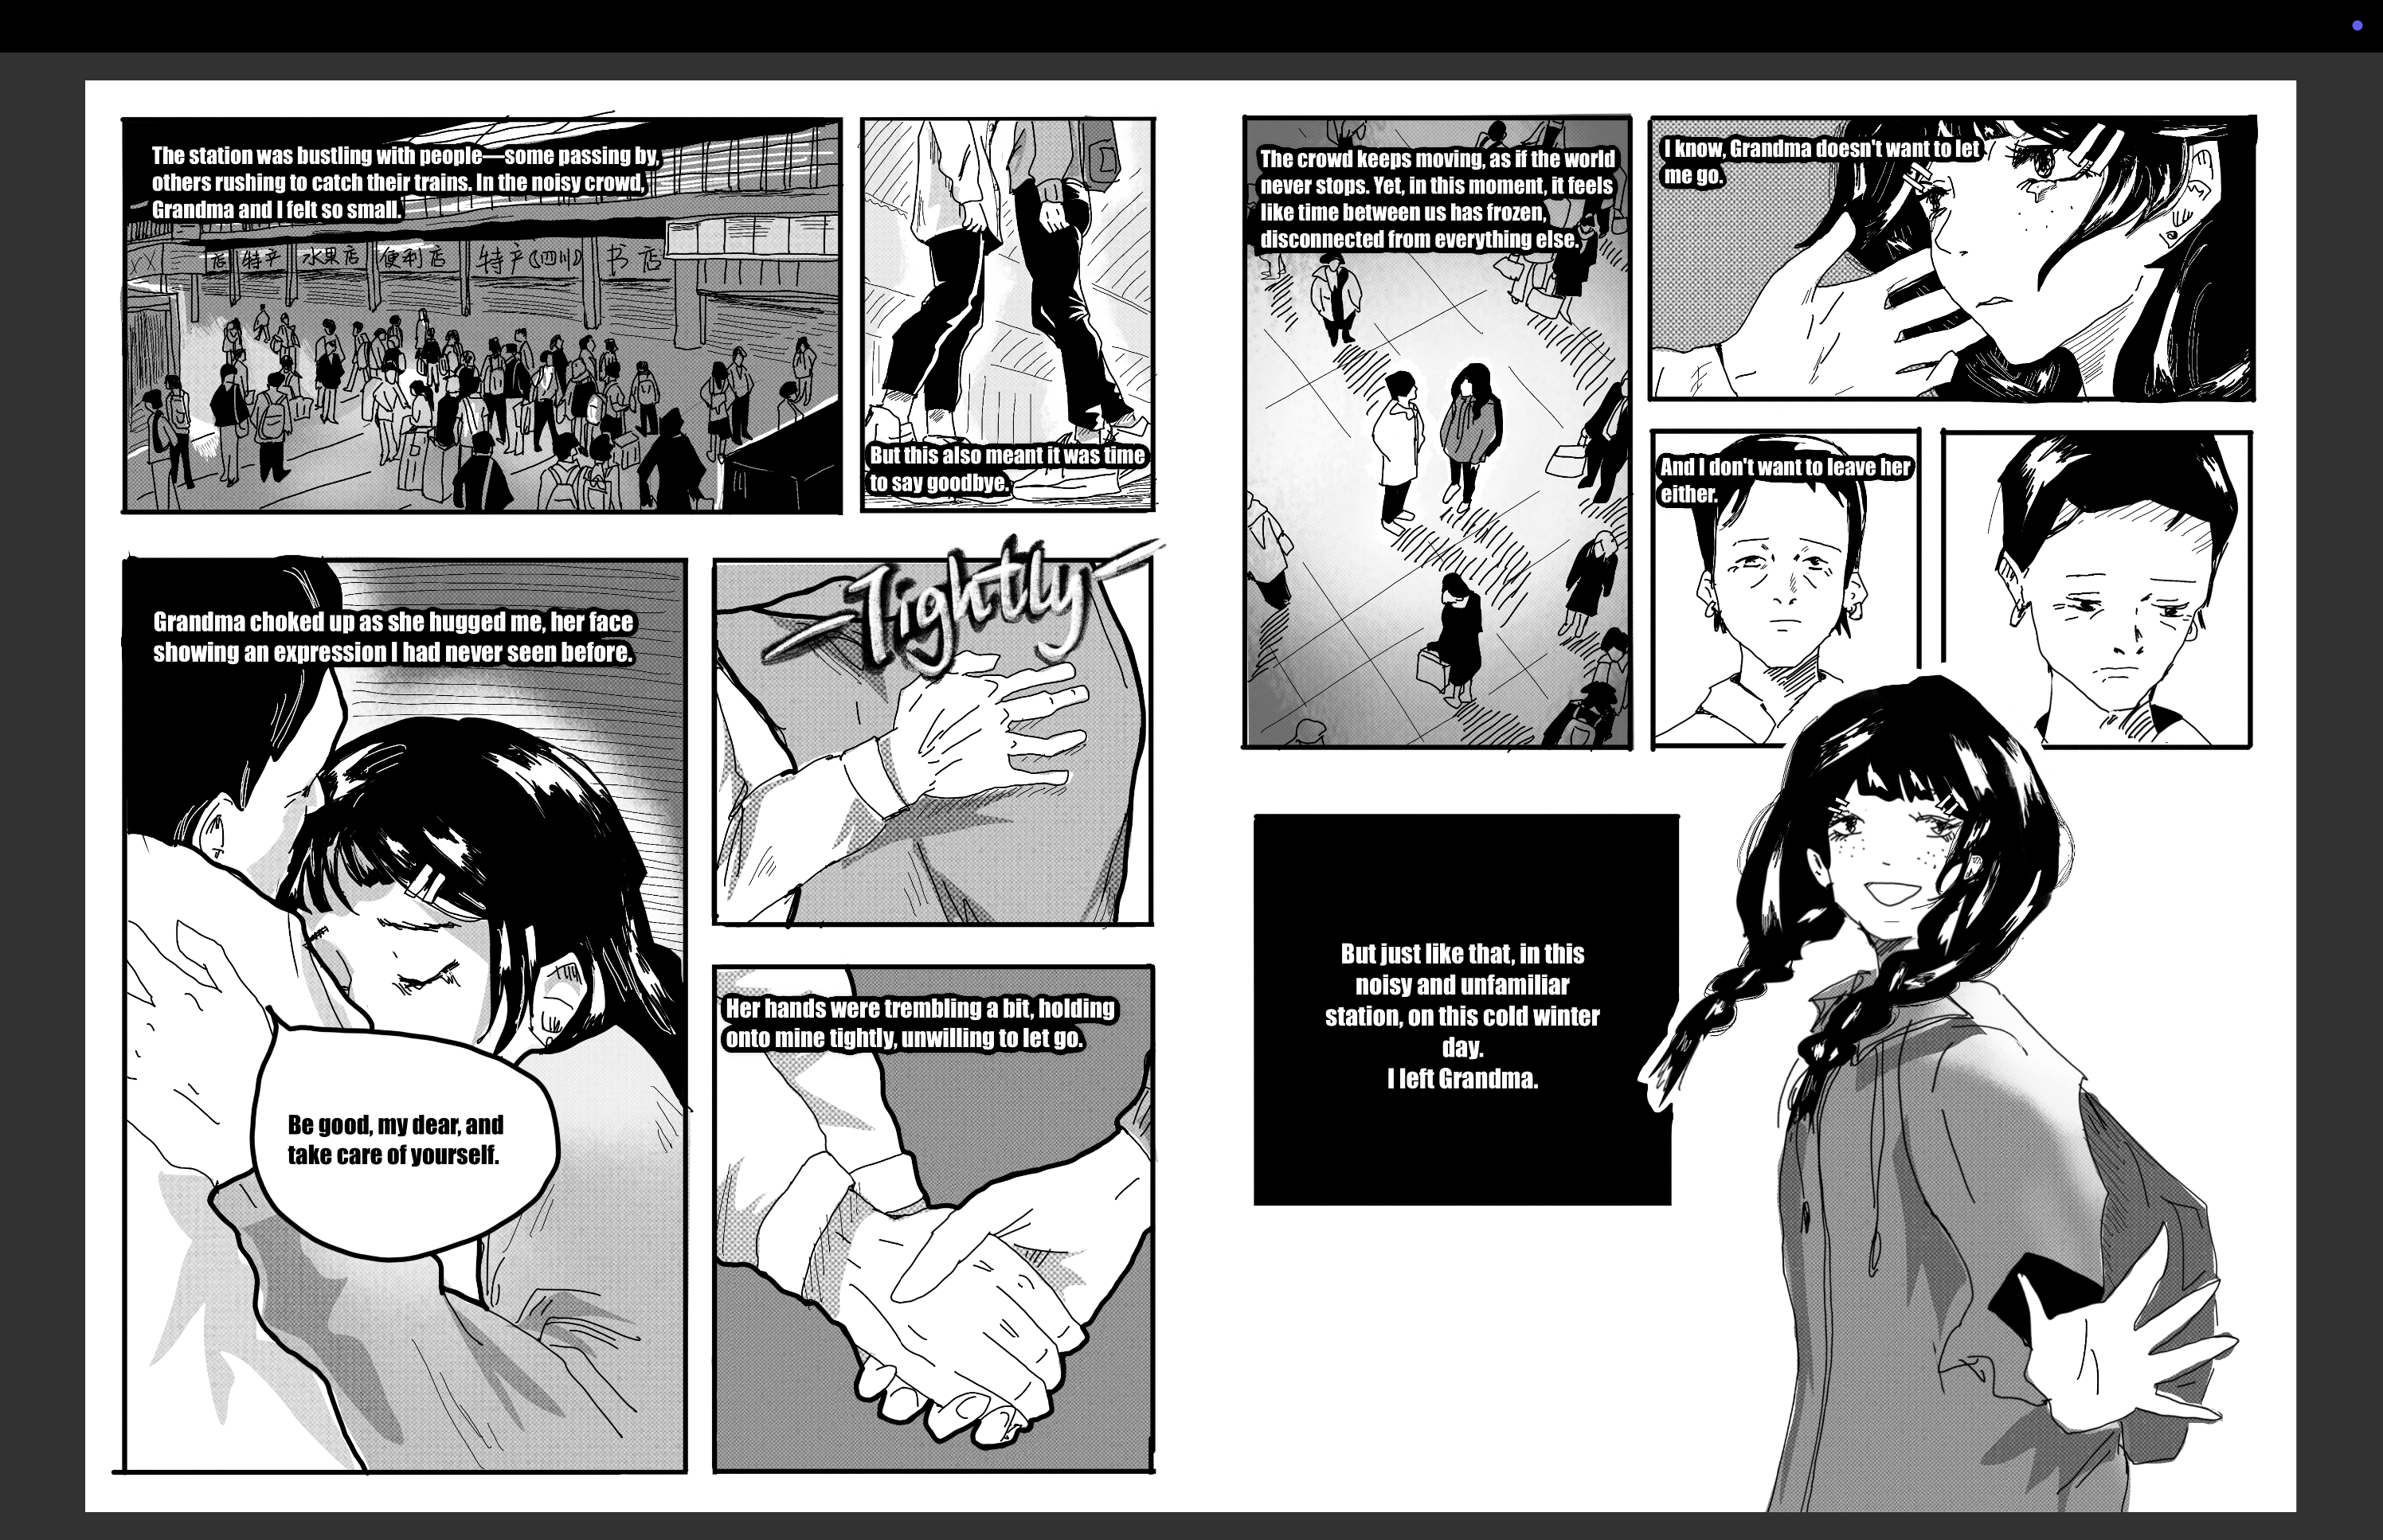 The station was bustling with people—some passing by,
others rushing to catch their trains. In the noisy crowd,
Grandma and I felt so small.
店 特产 水果店 便利店 特产(四川) 书店
But this also meant it was time
to say goodbye.
Grandma choked up as she hugged me, her face
showing an expression I had never seen before.
Be good, my dear, and
take care of yourself.
Tightly
Her hands were trembling a bit, holding
onto mine tightly, unwilling to let go.
The crowd keeps moving, as if the world
never stops. Yet, in this moment, it feels
like time between us has frozen,
disconnected from everything else.
I know, Grandma doesn't want to let
me go.
And I don't want to leave her
either.
But just like that, in this
noisy and unfamiliar
station, on this cold winter
day.
I left Grandma.